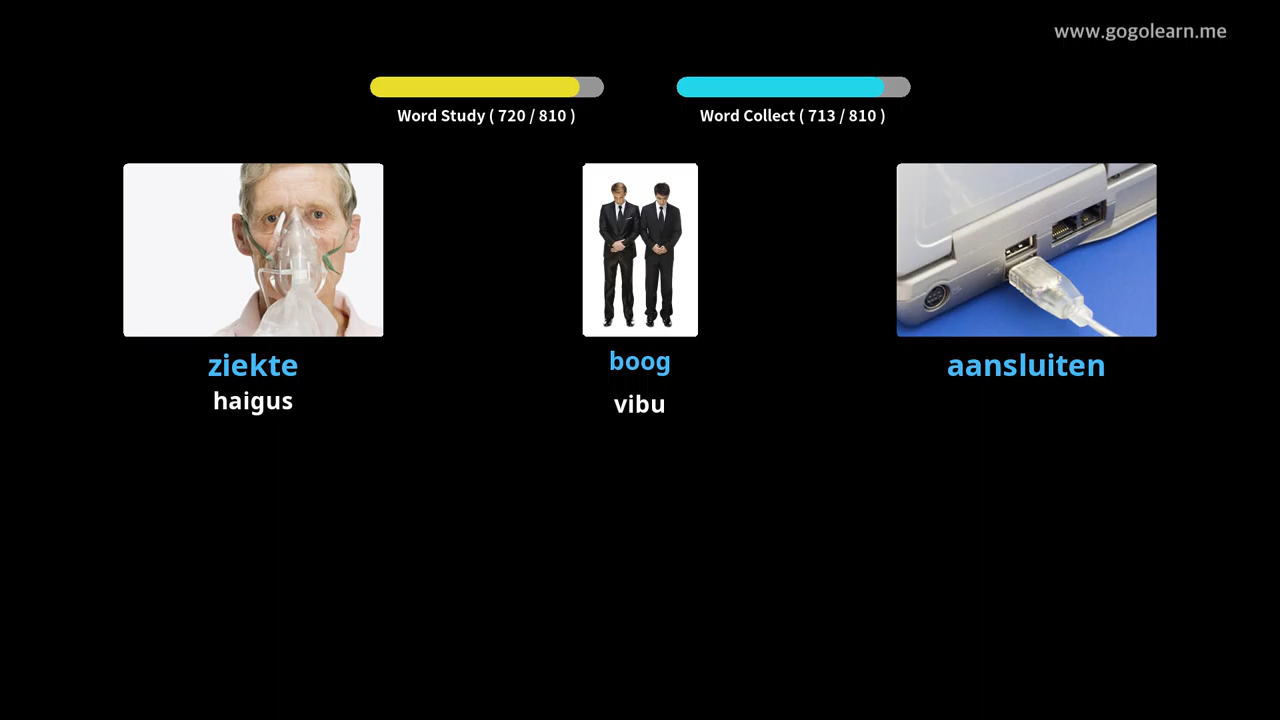 www.gogolearn.me
Word Study ( 720 / 810 )
Word Collect ( 713 / 810 )
ziekte
haigus
boog
vibu
aansluiten